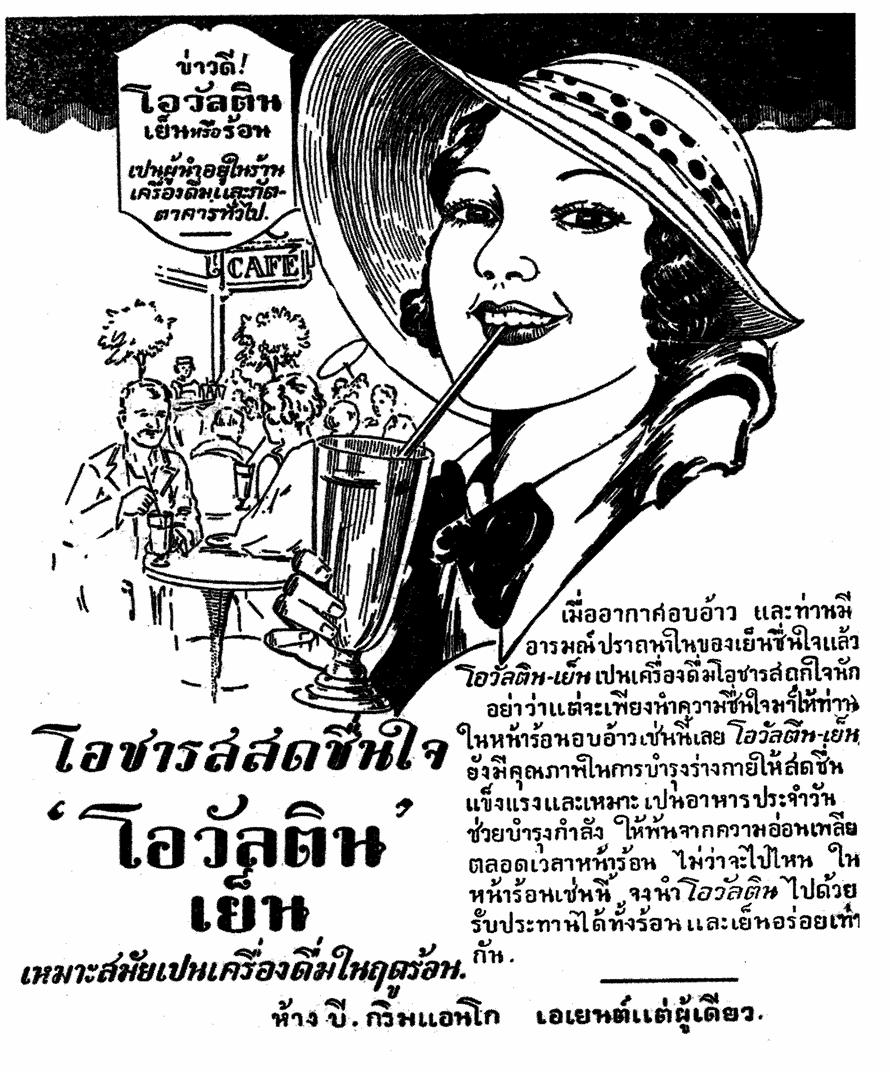 ข่าวดี!
โอวัลติน
เย็นหรือร้อน
เปนผู้นำอยู่ในร้าน
เครื่องดื่มและภัต-
ตาคารทั่วไป.
CAFÉ
เมื่ออากาศอบอ้าว และท่านมี
อารมณ์ปราถนาในของเย็นชื่นใจแล้ว
โอวัลติน-เย็น เปนเครื่องดื่มโอชารสถูกใจนัก
อย่าว่าแต่จะเพียงนำความชื่นใจมาให้ท่าน
ในหน้าร้อนอบอ้าวเช่นนี้เลย โอวัลติน-เย็น
ยังมีคุณภาพในการบำรุงร่างกายให้สดชื่น
แข็งแรงและเหมาะเปนอาหารประจำวัน
ช่วยบำรุงกำลัง ให้พ้นจากความอ่อนเพลีย
ตลอดเวลาหน้าร้อน ไม่ว่าจะไปไหน ใน
หน้าร้อนเช่นนี้ จงนำโอวัลติน ไปด้วย
รับประทานได้ทั้งร้อนและเย็นอร่อยเท่า
กัน.
โอชารสสดชื่นใจ
‘โอวัลติน’
เย็น
เหมาะสมัยเปนเครื่องดื่มในฤดูร้อน.
ห้าง บี. กริมแอนโก เอเยนต์แต่ผู้เดียว.